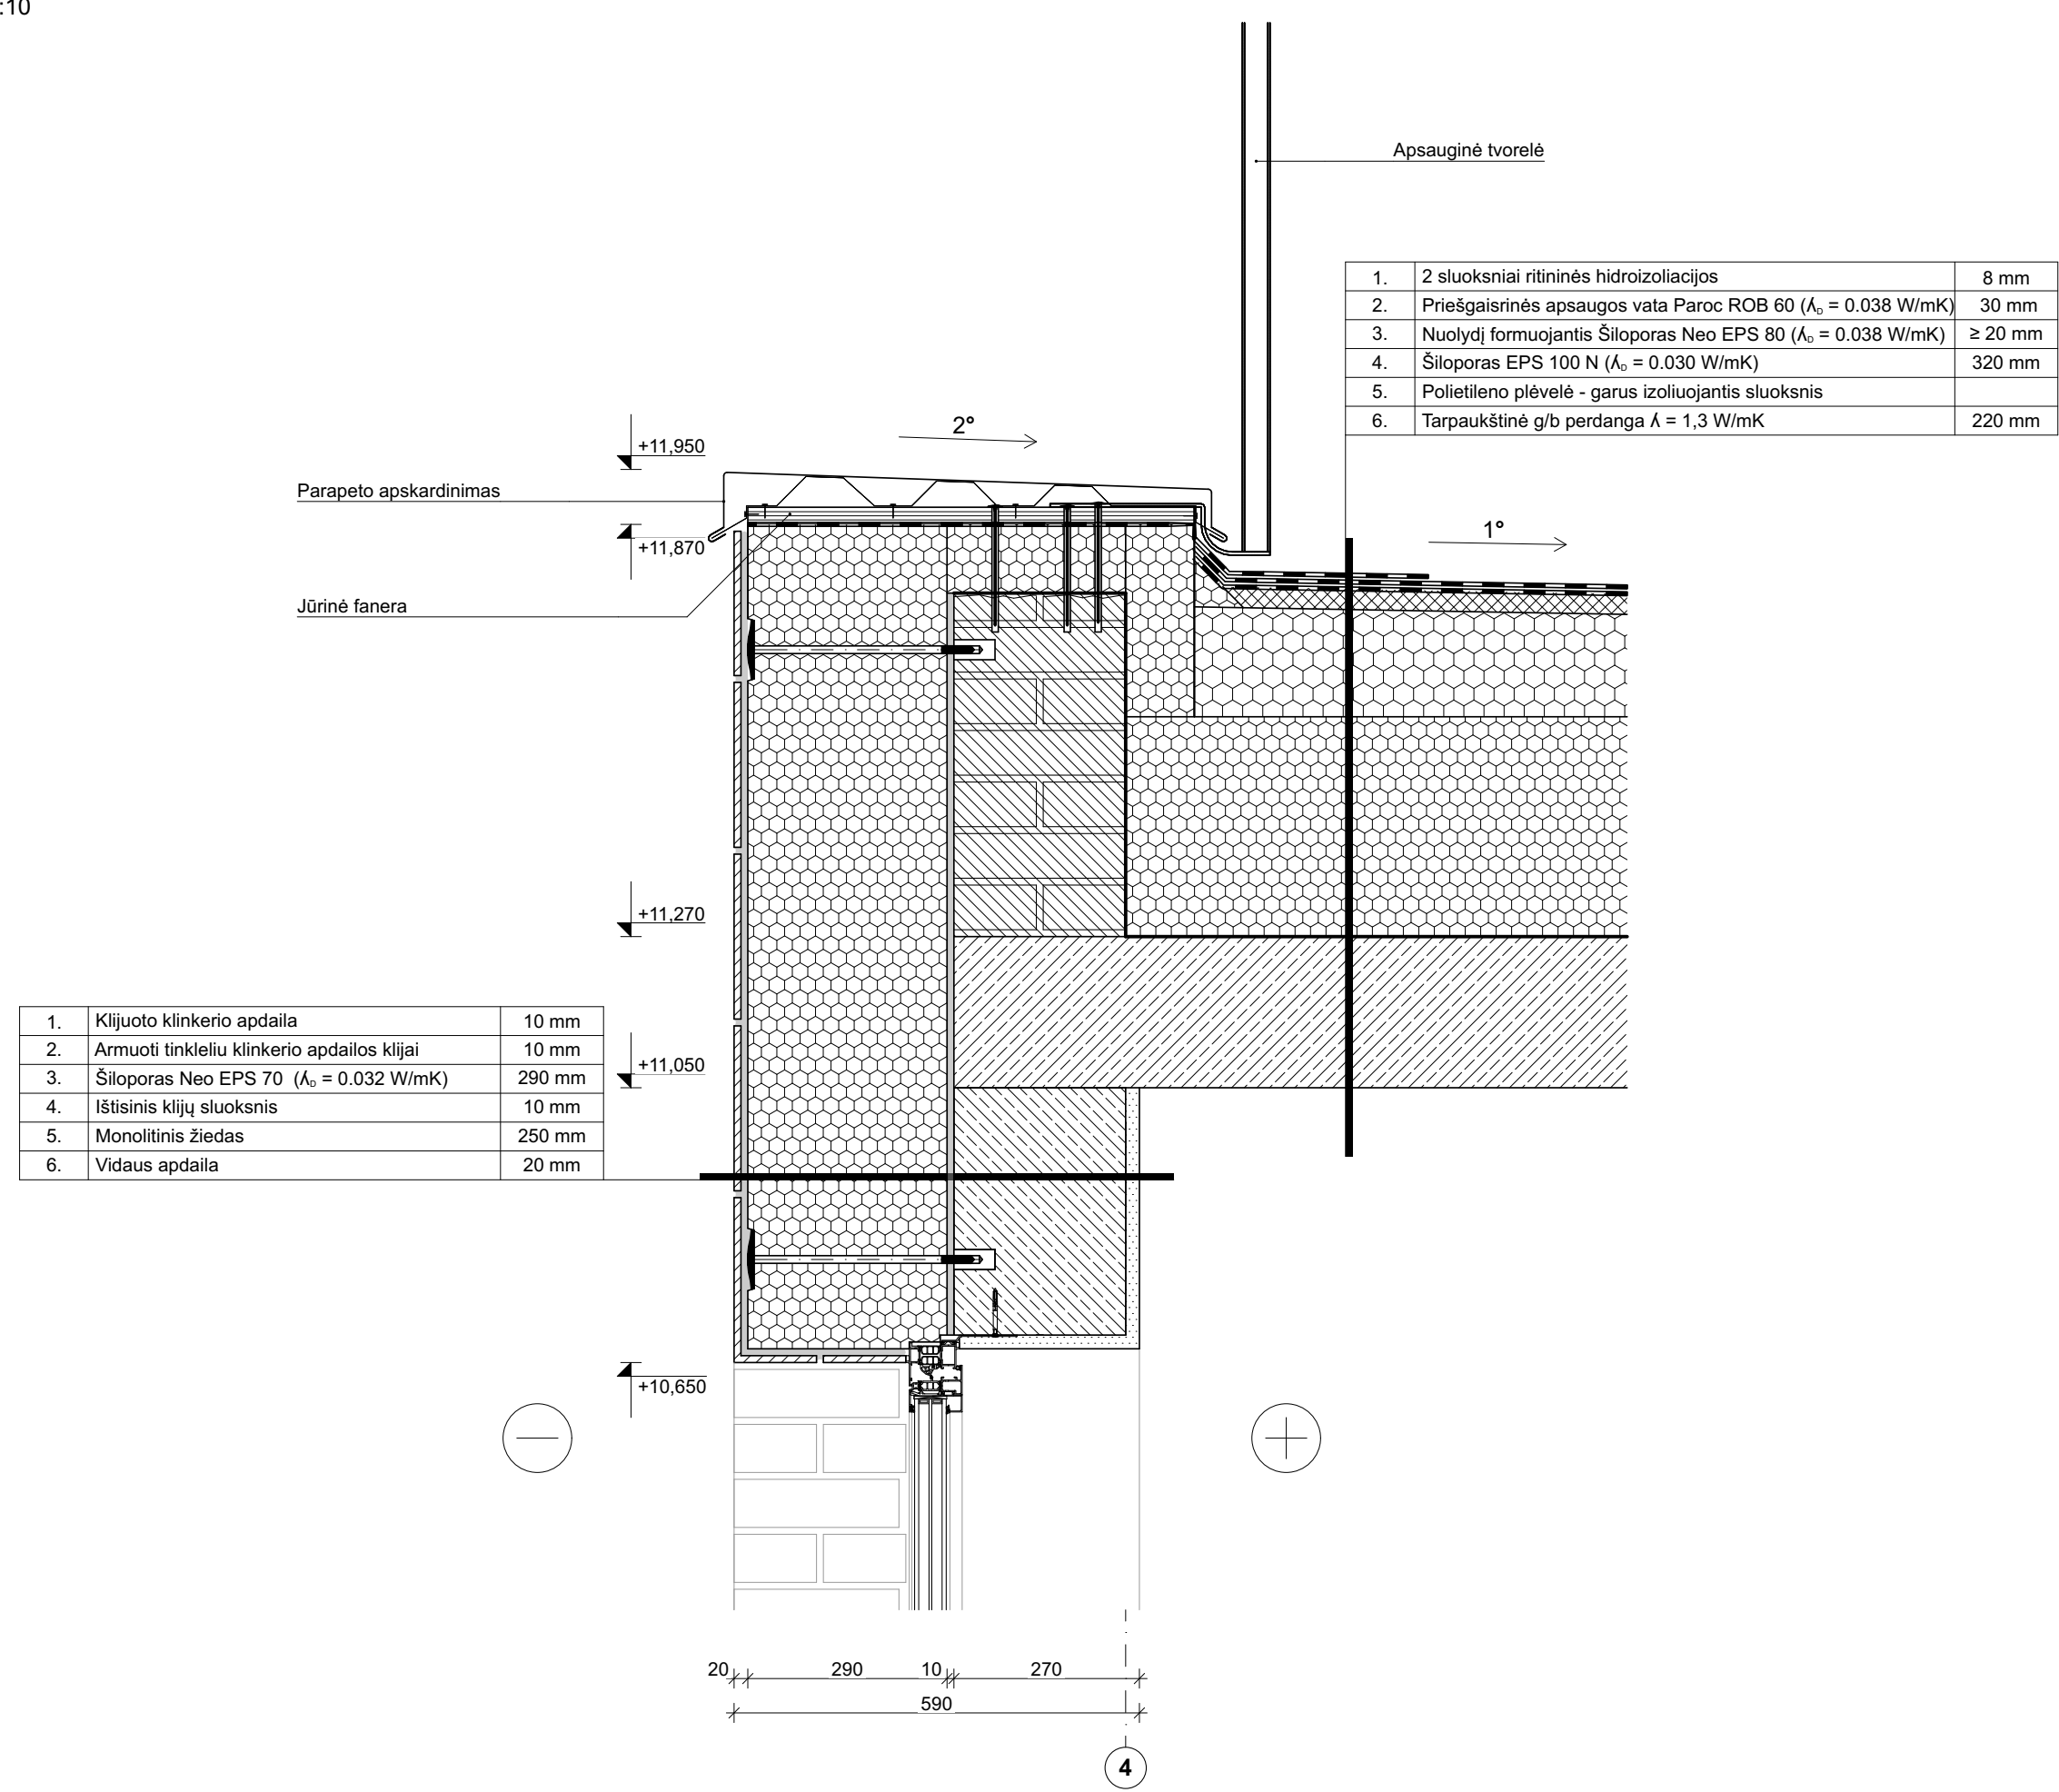 :10
Apsauginė tvorelė
1. 2 sluoksniai ritininės hidroizoliacijos 8 mm
2. Priešgaisrinės apsaugos vata Paroc ROB 60 (ʎD = 0.038 W/mK) 30 mm
3. Nuolydį formuojantis Šiloporas Neo EPS 80 (ʎD = 0.038 W/mK) ≥ 20 mm
4. Šiloporas EPS 100 N (ʎD = 0.030 W/mK) 320 mm
5. Polietileno plėvelė - garus izoliuojantis sluoksnis
6. Tarpaukštinė g/b perdanga ʎ = 1,3 W/mK 220 mm
2°
+11,950
Parapeto apskardinimas
1°
+11,870
Jūrinė fanera
+11,270
1. Klijuoto klinkerio apdaila 10 mm
2. Armuoti tinkleliu klinkerio apdailos klijai 10 mm
3. Šiloporas Neo EPS 70 (ʎD = 0.032 W/mK) 290 mm
4. Ištisinis klijų sluoksnis 10 mm
5. Monolitinis žiedas 250 mm
6. Vidaus apdaila 20 mm
+11,050
+10,650
20 290 10 270
590
4